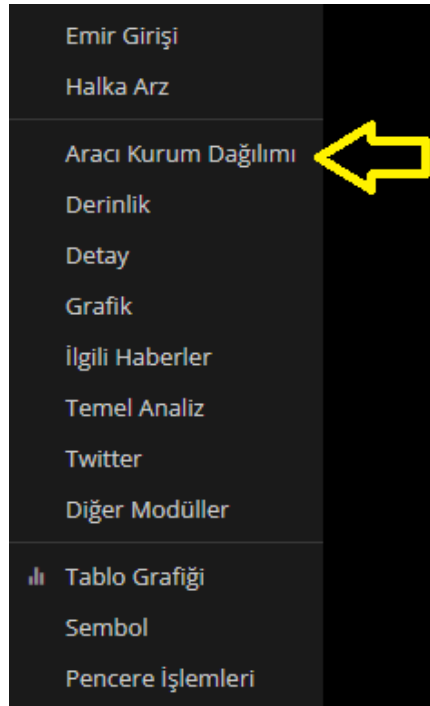 Emir Girişi
Halka Arz
Aracı Kurum Dağılımı
Derinlik
Detay
Grafik
İlgili Haberler
Temel Analiz
Twitter
Diğer Modüller
Tablo Grafiği
Sembol
Pencere İşlemleri